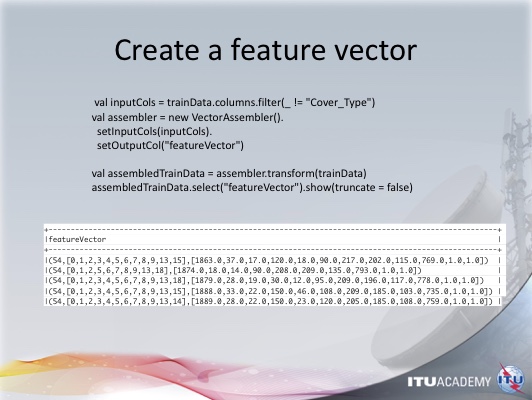 Create a feature vector
val inputCols = trainData.columns.filter(_ != "Cover_Type")
val assembler = new VectorAssembler().
setInputCols(inputCols).
setOutputCol("featureVector")
val assembledTrainData = assembler.transform(trainData)
assembledTrainData.select("featureVector").show(truncate = false)
+------------------------------------------------------------------------------------------------------+
|featureVector |
+------------------------------------------------------------------------------------------------------+
|(54,[0,1,2,3,4,5,6,7,8,9,13,15],[1863.0,37.0,17.0,120.0,18.0,90.0,217.0,202.0,115.0,769.0,1.0,1.0]) |
|(54,[0,1,2,5,6,7,8,9,13,18],[1874.0,18.0,14.0,90.0,208.0,209.0,135.0,793.0,1.0,1.0]) |
|(54,[0,1,2,3,4,5,6,7,8,9,13,18],[1879.0,28.0,19.0,30.0,12.0,95.0,209.0,196.0,117.0,778.0,1.0,1.0]) |
|(54,[0,1,2,3,4,5,6,7,8,9,13,15],[1888.0,33.0,22.0,150.0,46.0,108.0,209.0,185.0,103.0,735.0,1.0,1.0]) |
|(54,[0,1,2,3,4,5,6,7,8,9,13,14],[1889.0,28.0,22.0,150.0,23.0,120.0,205.0,185.0,108.0,759.0,1.0,1.0]) |
ITUACADEMY ITU